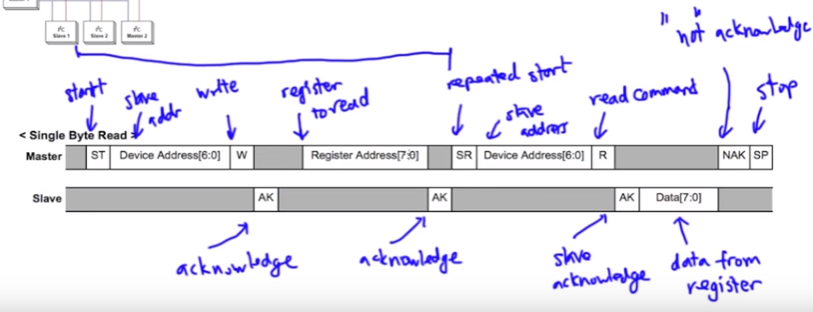 I²C
Slave 1
I²C
Slave 2
I²C
Master 2
"not" acknowledge
start
slave
addr
write
register
to read
repeated start
slave
address
read command
stop
< Single Byte Read >
Master
ST
Device Address[6:0]
W
Register Address[7:0]
SR
Device Address[6:0]
R
NAK
SP
Slave
AK
AK
AK
Data[7:0]
acknowledge
acknowledge
slave
acknowledge
data from
register